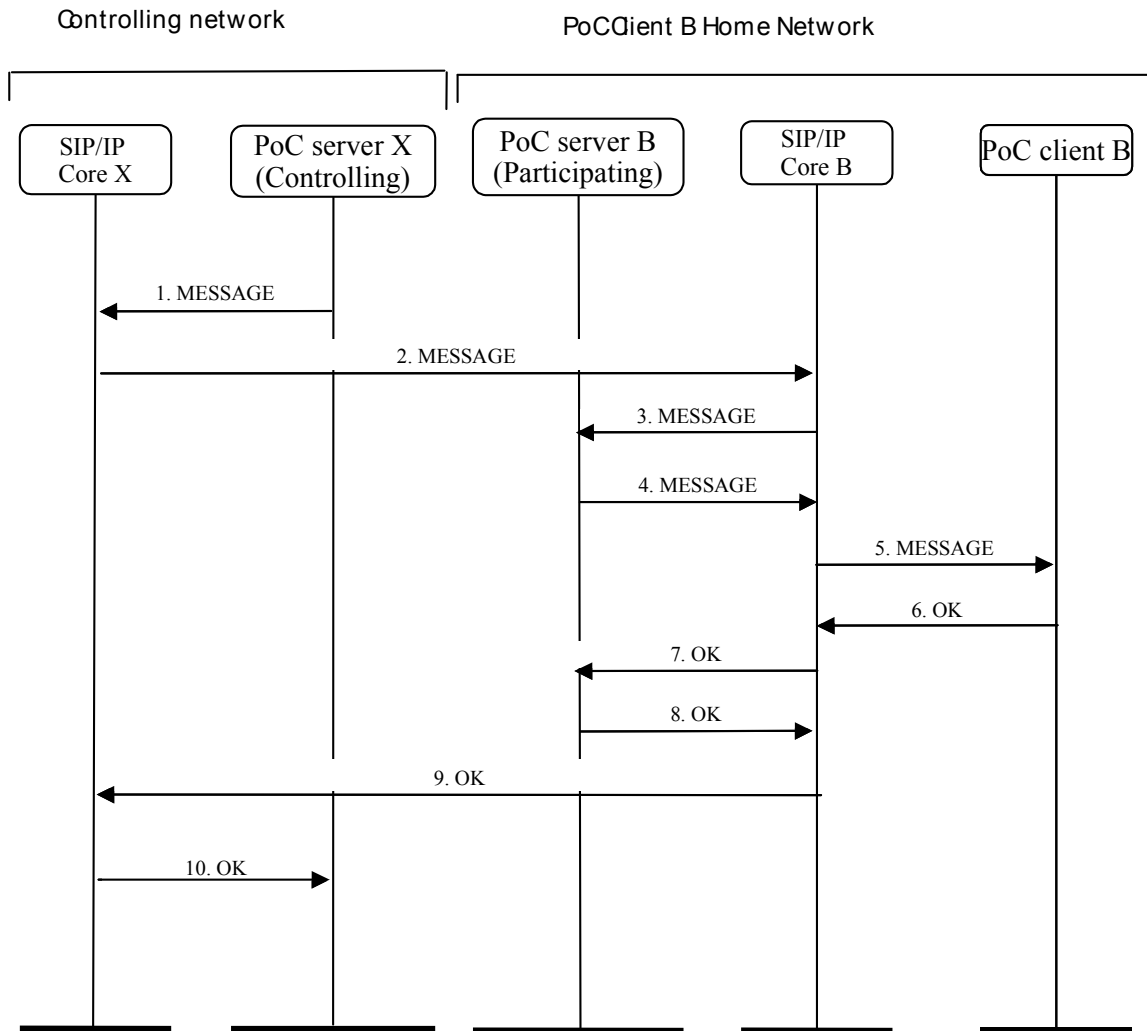 Controlling network
PoCClient B Home Network
SIP/IP
Core X
PoC server X
(Controlling)
PoC server B
(Participating)
SIP/IP
Core B
PoC client B
1. MESSAGE
2. MESSAGE
3. MESSAGE
4. MESSAGE
5. MESSAGE
6. OK
7. OK
8. OK
9. OK
10. OK